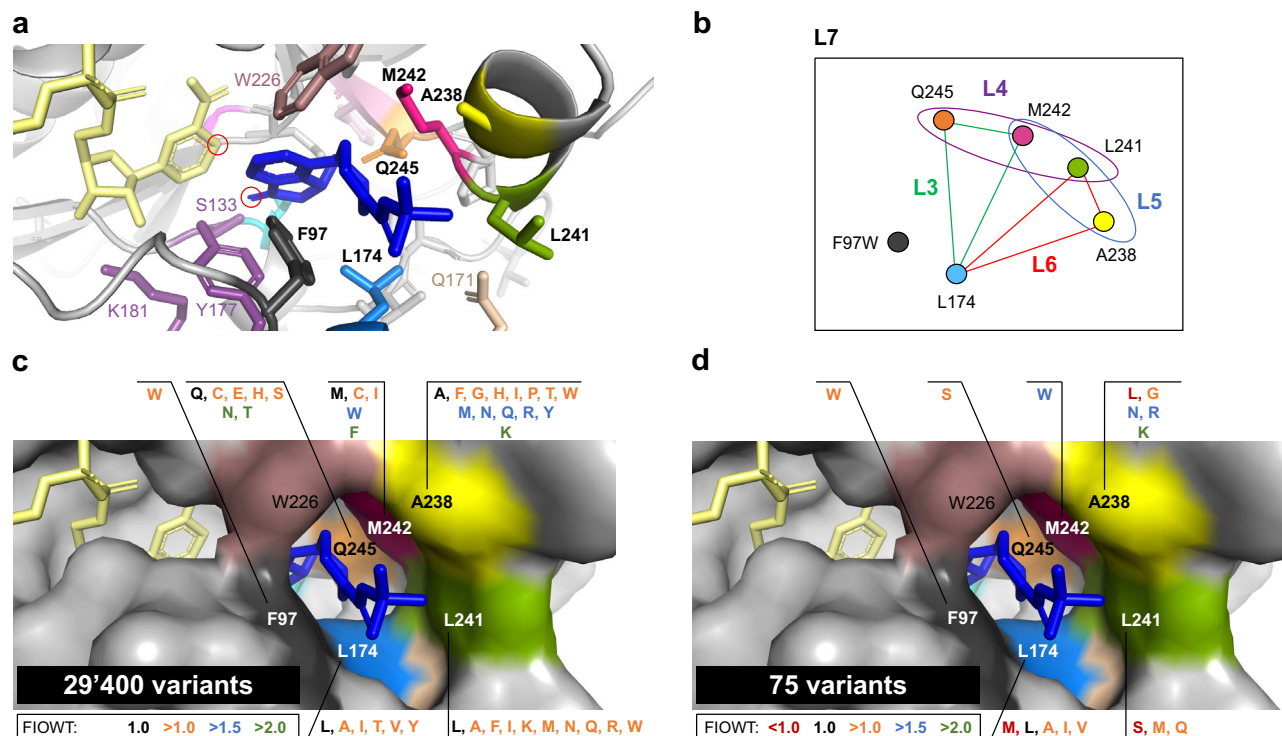 a
W226
M242
A238
Q245
S133
F97
L174
L241
Q171
K181
Y177
b
L7
Q245
L4
M242
L241
L3
L5
F97W
L6
A238
L174
c
W
Q, C, E, H, S
N, T
M, C, I
W
F
A, F, G, H, I, P, T, W
M, N, Q, R, Y
K
W226
A238
M242
Q245
F97
L241
L174
29'400 variants
FIOWT: 1.0 >1.0 >1.5 >2.0
L, A, I, T, V, Y
L, A, F, I, K, M, N, Q, R, W
d
W
S
W
L, G
N, R
K
W226
A238
M242
Q245
F97
L241
L174
75 variants
FIOWT: <1.0 1.0 >1.0 >1.5 >2.0
M, L, A, I, V
S, M, Q